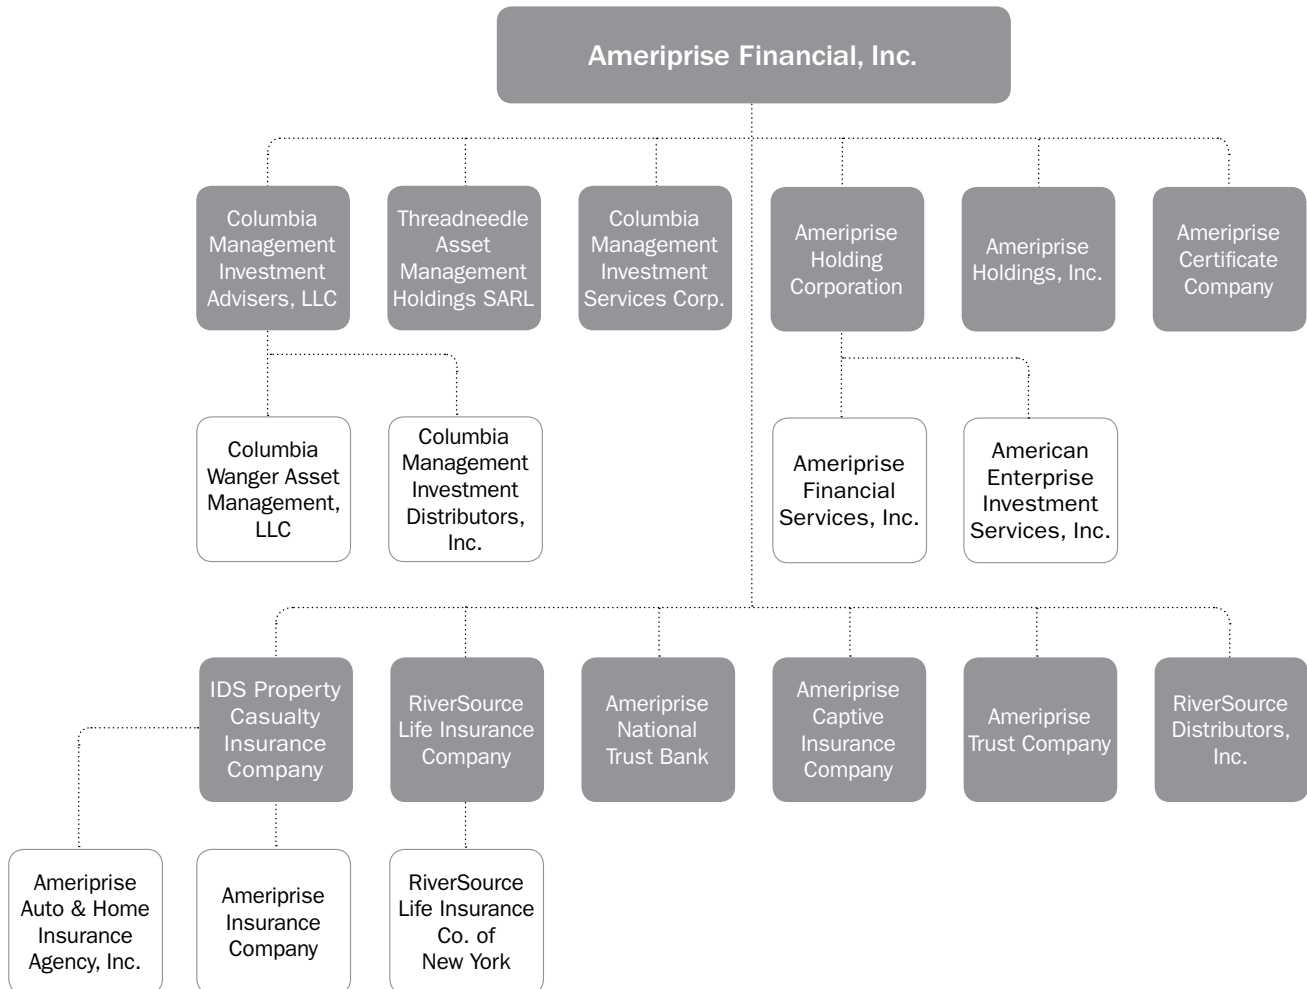 Ameriprise Financial, Inc.
Columbia
Management
Investment
Advisers, LLC
Threadneedle
Asset
Management
Holdings SARL
Columbia
Management
Investment
Services Corp.
Ameriprise
Holding
Corporation
Ameriprise
Holdings, Inc.
Ameriprise
Certificate
Company
Columbia
Wanger Asset
Management,
LLC
Columbia
Management
Investment
Distributors,
Inc.
Ameriprise
Financial
Services, Inc.
American
Enterprise
Investment
Services, Inc.
IDS Property
Casualty
Insurance
Company
RiverSource
Life Insurance
Company
Ameriprise
National
Trust Bank
Ameriprise
Captive
Insurance
Company
Ameriprise
Trust Company
RiverSource
Distributors,
Inc.
Ameriprise
Auto & Home
Insurance
Agency, Inc.
Ameriprise
Insurance
Company
RiverSource
Life Insurance
Co. of
New York